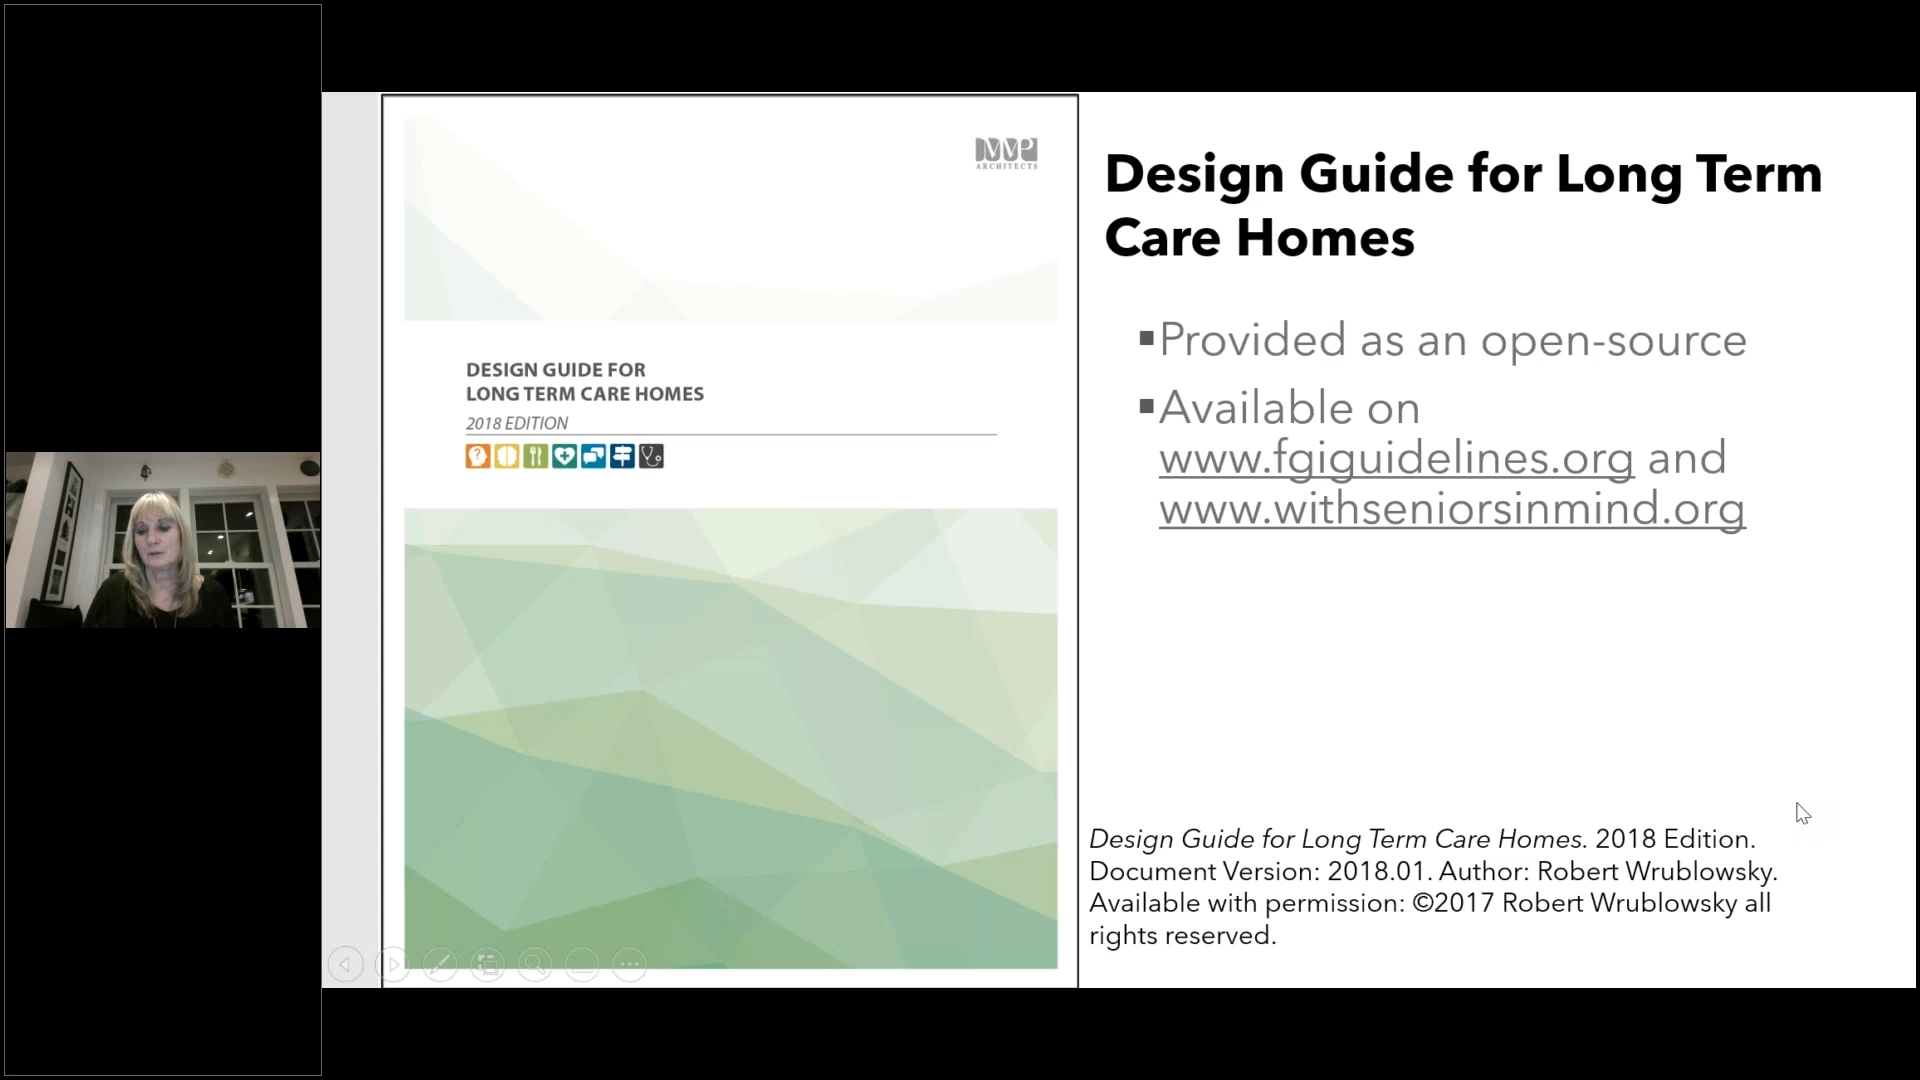 MMP
ARCHITECTS
DESIGN GUIDE FOR
LONG TERM CARE HOMES
2018 EDITION
Design Guide for Long Term
Care Homes
▪Provided as an open-source
▪Available on
www.fgiguidelines.org and
www.withseniorsinmind.org
Design Guide for Long Term Care Homes. 2018 Edition.
Document Version: 2018.01. Author: Robert Wrublowsky.
Available with permission: ©2017 Robert Wrublowsky all
rights reserved.